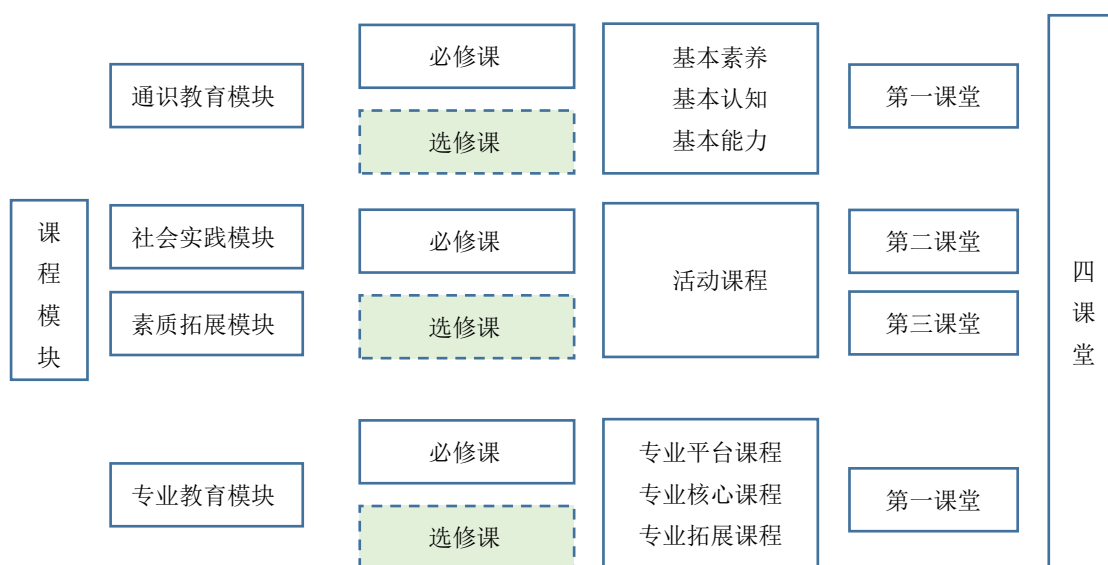 必修课
基本素养
通识教育模块
基本认知
第一课堂
选修课
基本能力
课程模块
社会实践模块
必修课
第二课堂
活动课程
四课堂
素质拓展模块
选修课
第三课堂
必修课
专业平台课程
专业教育模块
专业核心课程
第一课堂
选修课
专业拓展课程